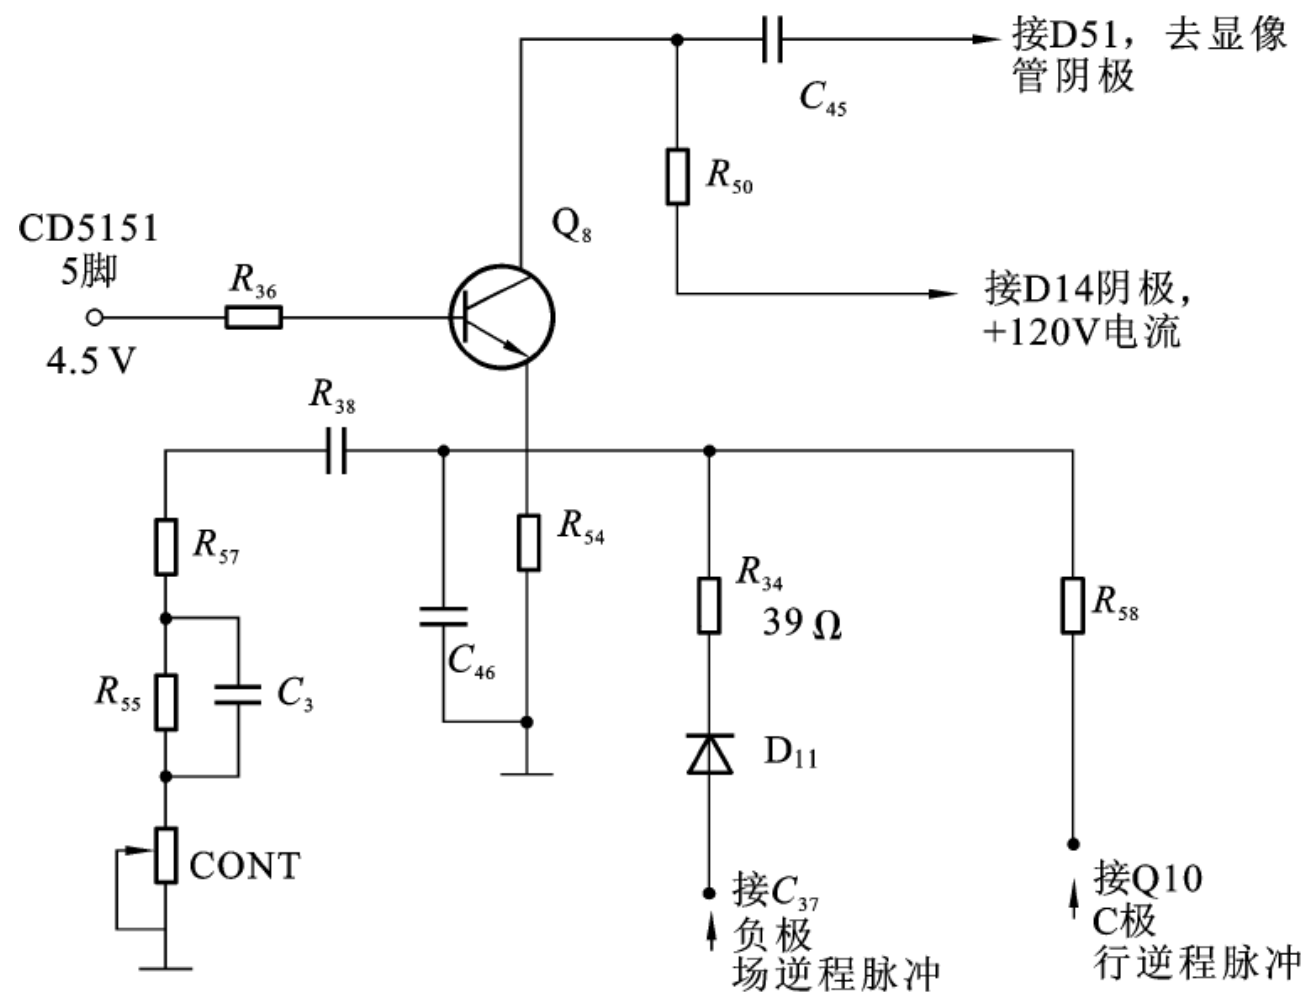 接D51，去显像
管阴极
C45
R50
Q8
CD5151
5脚
R36
4.5 V
接D14阴极，
+120V电流
R38
R57
R54
R34
39 Ω
R58
C46
R55
C3
D11
CONT
接C37
负极
场逆程脉冲
接Q10
C极
行逆程脉冲